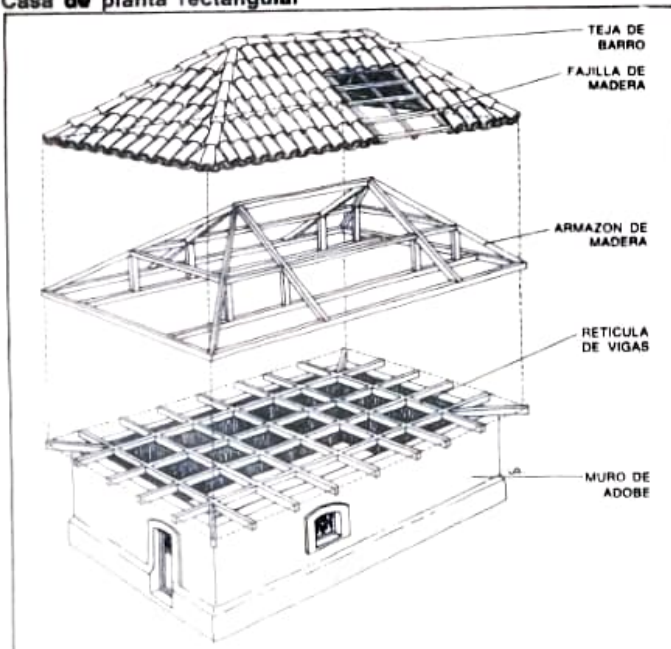 Casa de planta rectangular
TEJA DE
BARRO
FAJILLA DE
MADERA
ARMAZON DE
MADERA
RETICULA
DE VIGAS
MURO DE
ADOBE